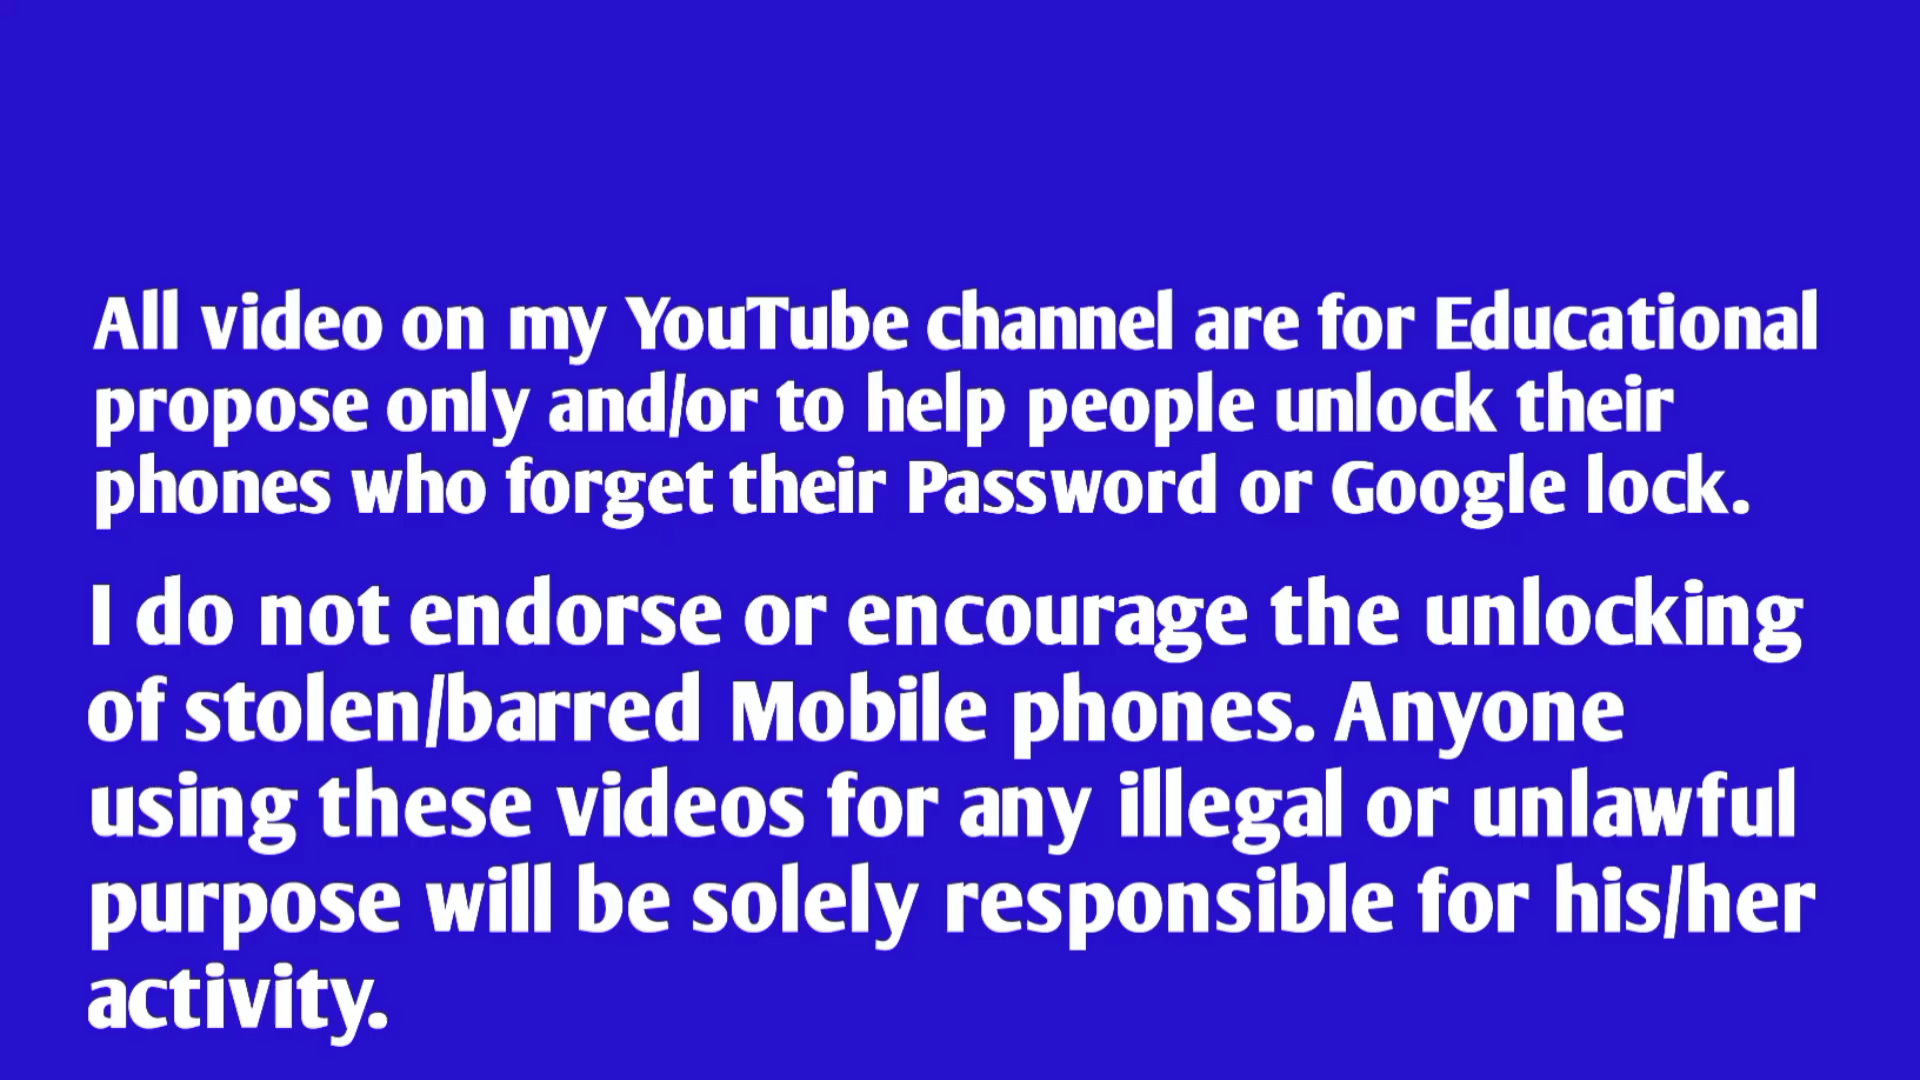 All video on my YouTube channel are for Educational
propose only and/or to help people unlock their
phones who forget their Password or Google lock.
I do not endorse or encourage the unlocking
of stolen/barred Mobile phones. Anyone
using these videos for any illegal or unlawful
purpose will be solely responsible for his/her
activity.